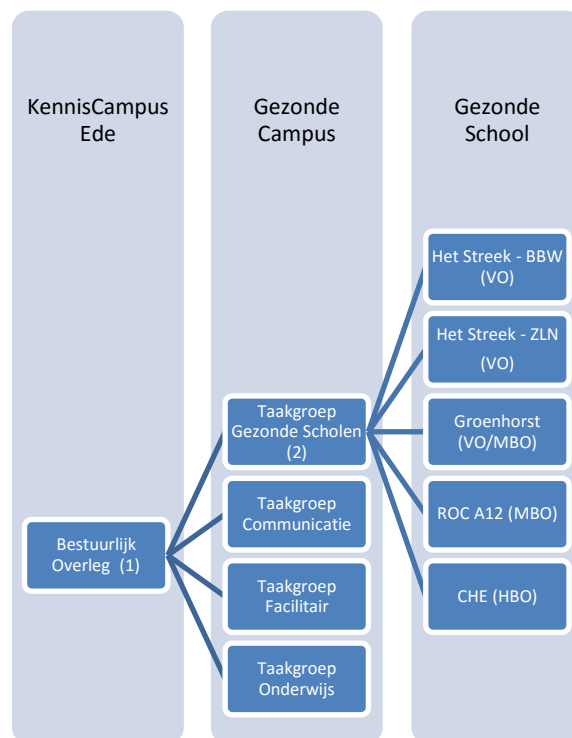 KennisCampus
Ede
Gezonde
Campus
Gezonde
School
Bestuurlijk
Overleg (1)
Taakgroep
Gezonde Scholen
(2)
Taakgroep
Communicatie
Taakgroep
Facilitair
Taakgroep
Onderwijs
Het Streek - BBW
(VO)
Het Streek - ZLN
(VO)
Groenhorst
(VO/MBO)
ROC A12 (MBO)
CHE (HBO)